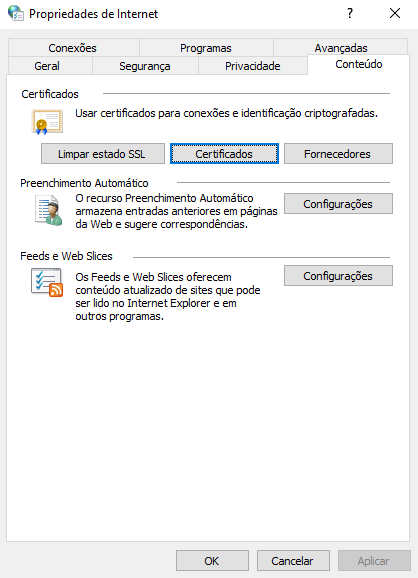 Propriedades de Internet
?
Conexões
Programas
Avançadas
Geral
Segurança
Privacidade
Conteúdo
Certificados
Usar certificados para conexões e identificação criptografadas.
Limpar estado SSL
Certificados
Fornecedores
Preenchimento Automático
O recurso Preenchimento Automático
armazena entradas anteriores em páginas
da Web e sugere correspondências.
Configurações
Feeds e Web Slices
Os Feeds e Web Slices oferecem
conteúdo atualizado de sites que pode
ser lido no Internet Explorer e em
outros programas.
Configurações
OK
Cancelar
Aplicar